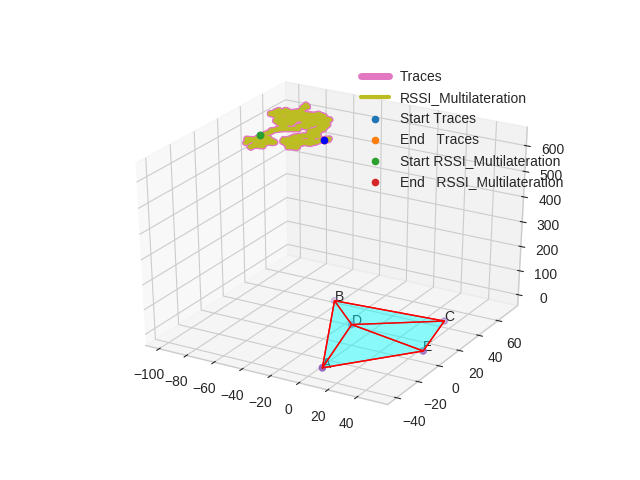 Traces
RSSI_Multilateration
Start Traces
End   Traces
Start RSSI_Multilateration
End   RSSI_Multilateration
600
500
400
300
200
100
0
B
C
D
E
A
−100
−80
−60
−40
−20
0
20
40
−40
−20
0
20
40
60